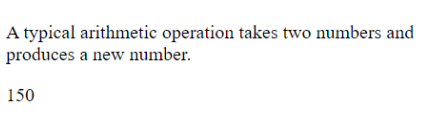 A typical arithmetic operation takes two numbers and
produces a new number.
150